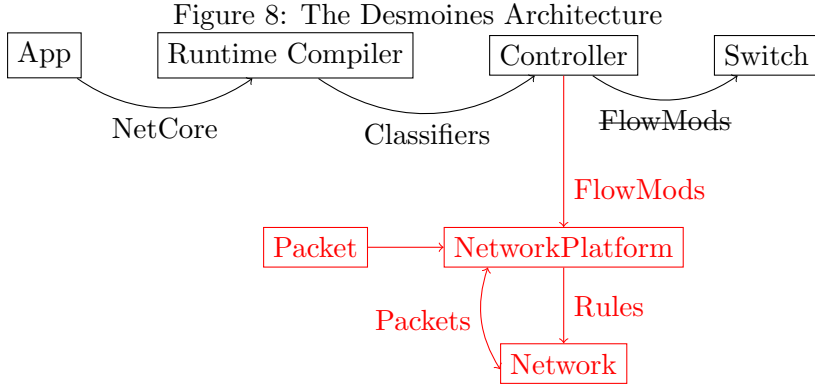 Figure 8: The Desmoines Architecture
App
Runtime Compiler
Controller
Switch
NetCore
Classifiers
FlowMods
FlowMods
Packet
NetworkPlatform
Packets
Rules
Network